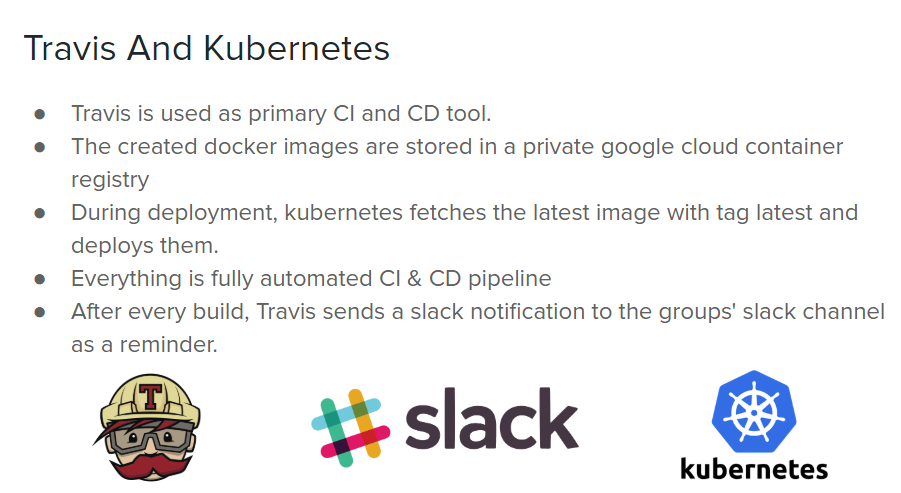 Travis And Kubernetes
● Travis is used as primary CI and CD tool.
● The created docker images are stored in a private google cloud container
registry
● During deployment, kubernetes fetches the latest image with tag latest and
deploys them.
● Everything is fully automated CI & CD pipeline
● After every build, Travis sends a slack notification to the groups' slack channel
as a reminder.
T
slack
kubernetes